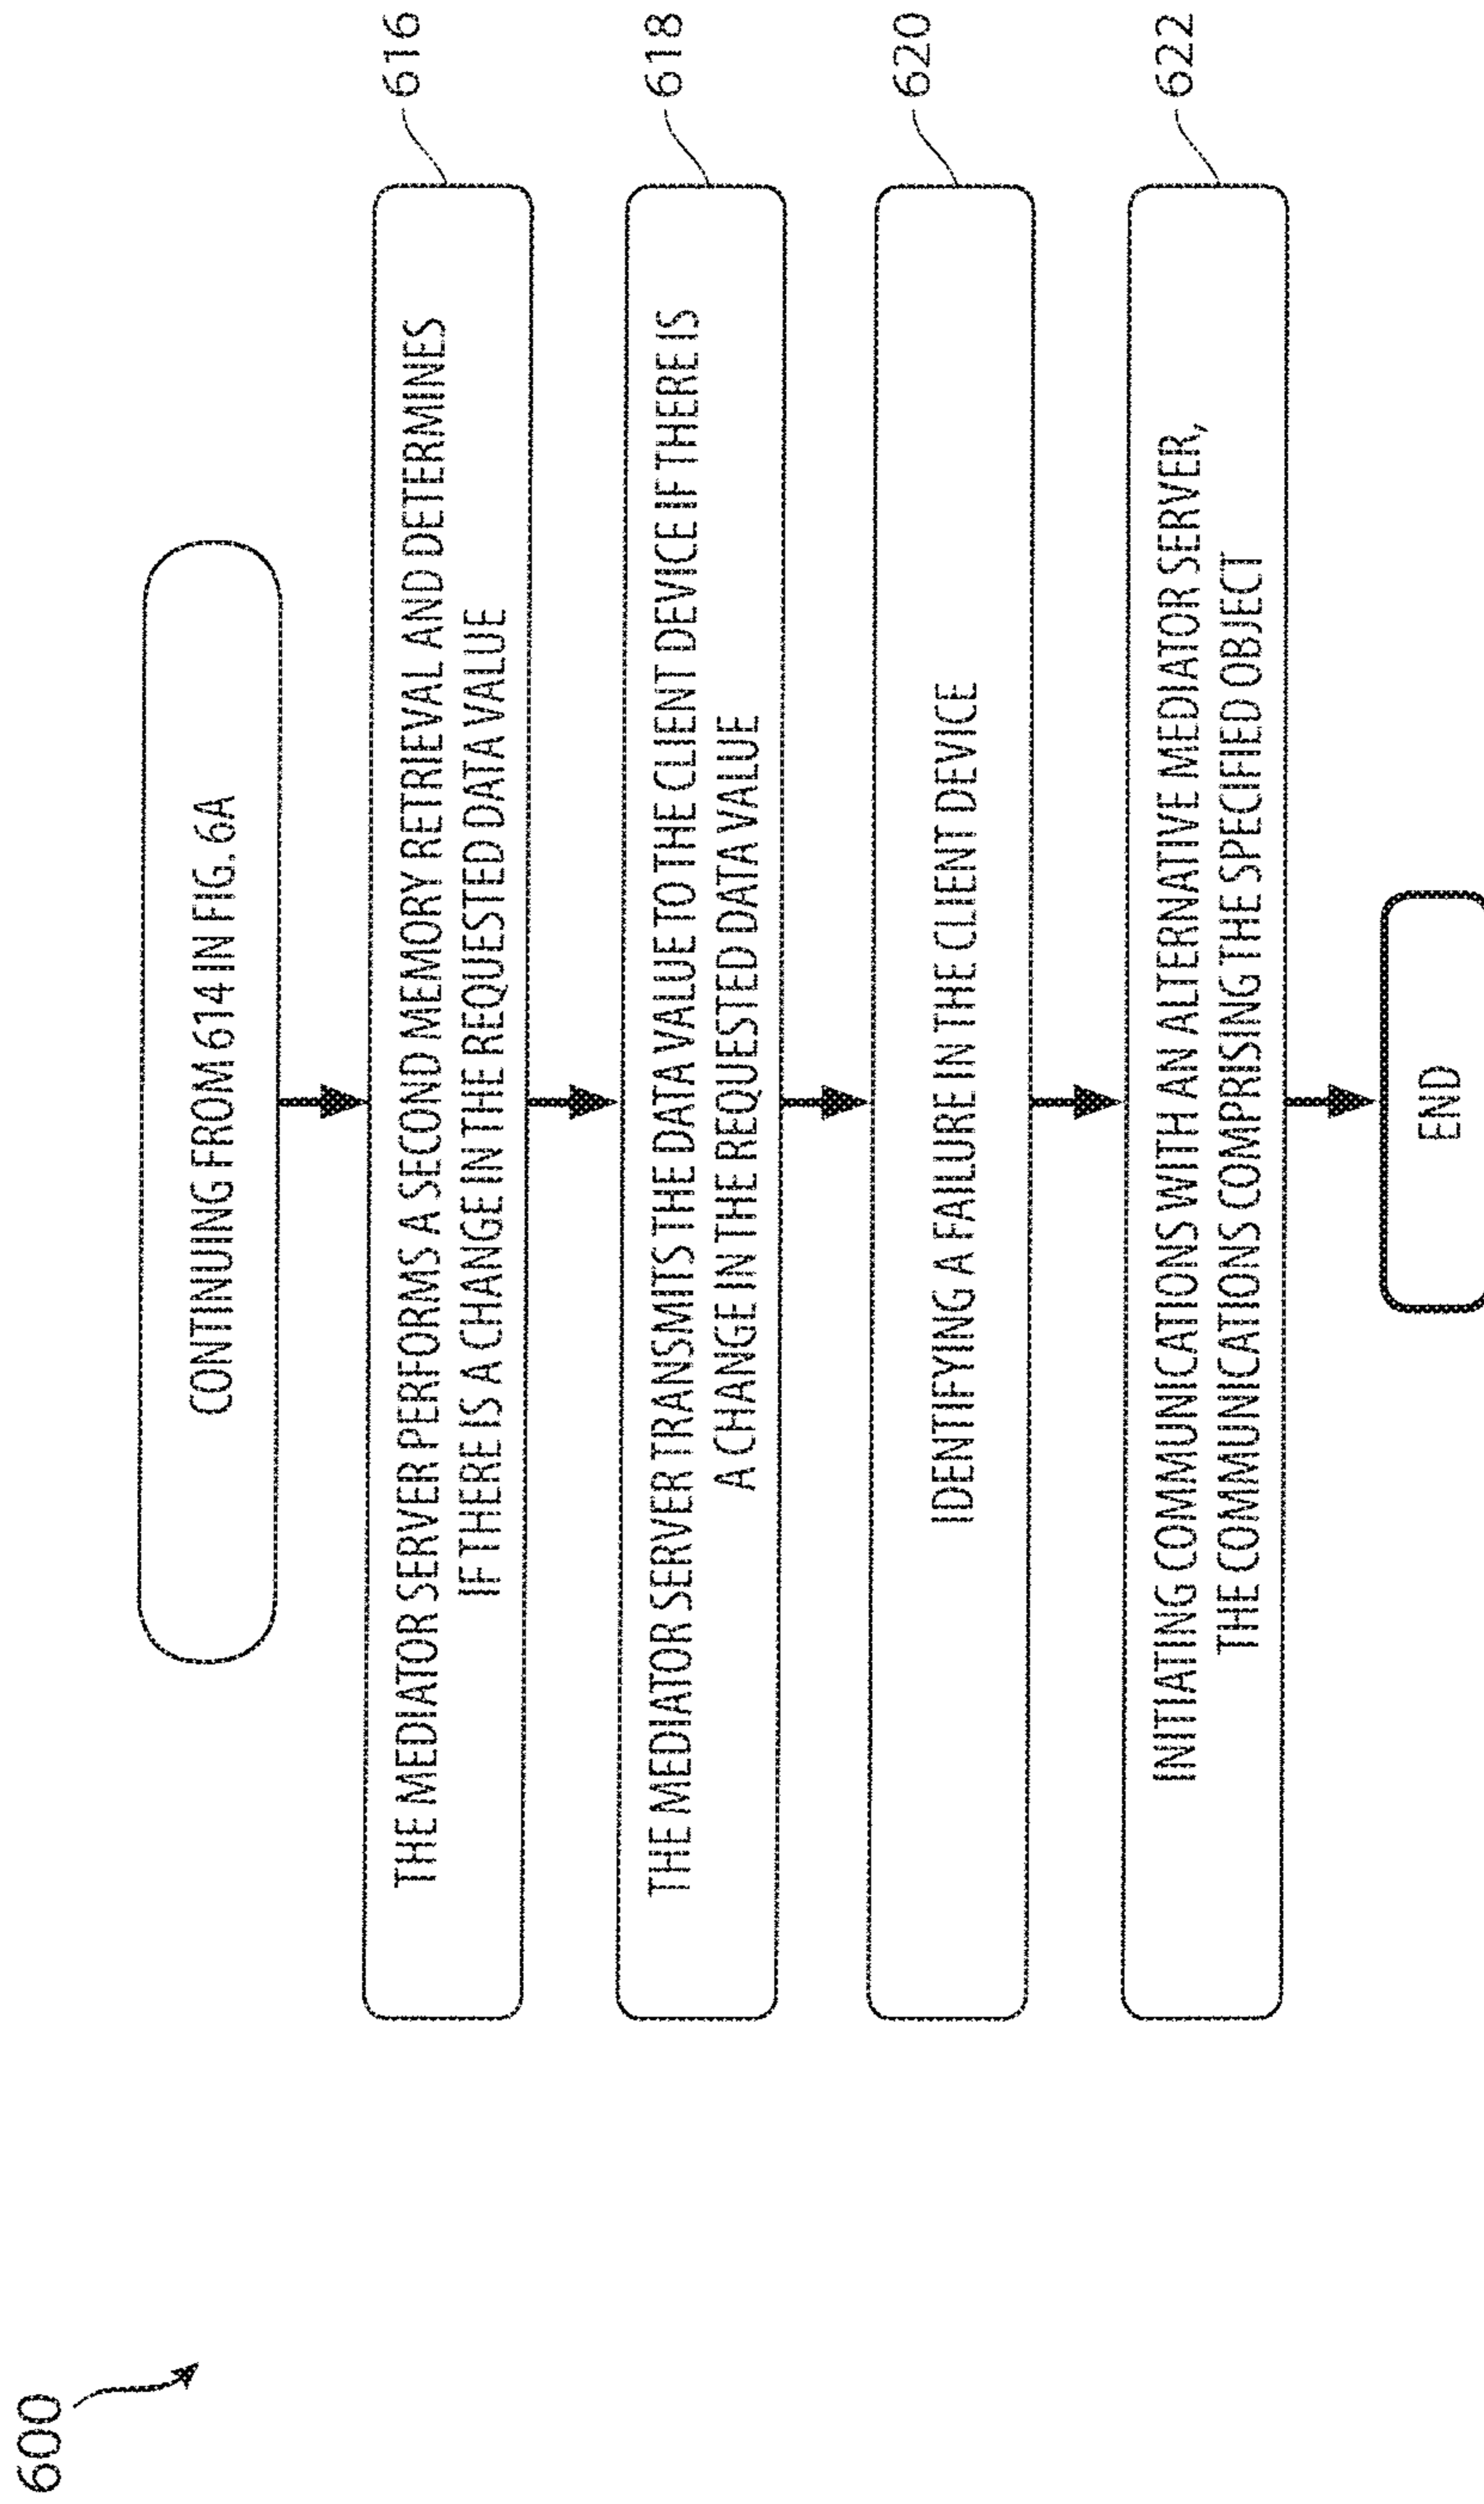 600
CONTINUING FROM 614 IN FIG. 6A
THE MEDIATOR SERVER PERFORMS A SECOND MEMORY RETRIEVAL AND DETERMINES
IF THERE IS A CHANGE IN THE REQUESTED DATA VALUE
616
THE MEDIATOR SERVER TRANSMITS THE DATA VALUE TO THE CLIENT DEVICE IF THERE IS
A CHANGE IN THE REQUESTED DATA VALUE
618
IDENTIFYING A FAILURE IN THE CLIENT DEVICE
620
INITIATING COMMUNICATIONS WITH AN ALTERNATIVE MEDIATOR SERVER,
THE COMMUNICATIONS COMPRISING THE SPECIFIED OBJECT
622
END